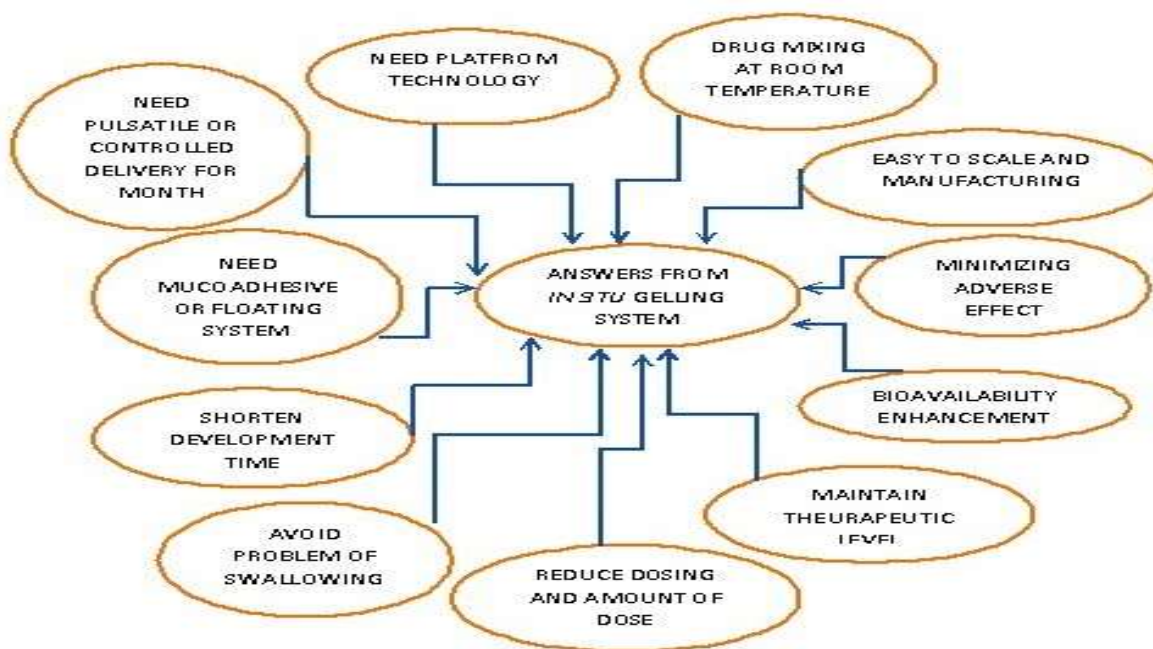 NEED PLATFROM
TECHNOLOGY
DRUG MIXING
AT ROOM
TEMPERATURE
NEED
PULSATILE OR
CONTROLLED
DELIVERY FOR
MONTH
EASY TO SCALE AND
MANUFACTURING
NEED
MUCOADHESIVE
OR FLOATING
SYSTEM
ANSWERS FROM
IN SITU GELLING
SYSTEM
MINIMIZING
ADVERSE
EFFECT
BIOAVAILABILITY
ENHANCEMENT
SHORTEN
DEVELOPMENT
TIME
MAINTAIN
THEURAPEUTIC
LEVEL
AVOID
PROBLEM OF
SWALLOWING
REDUCE DOSING
AND AMOUNT OF
DOSE